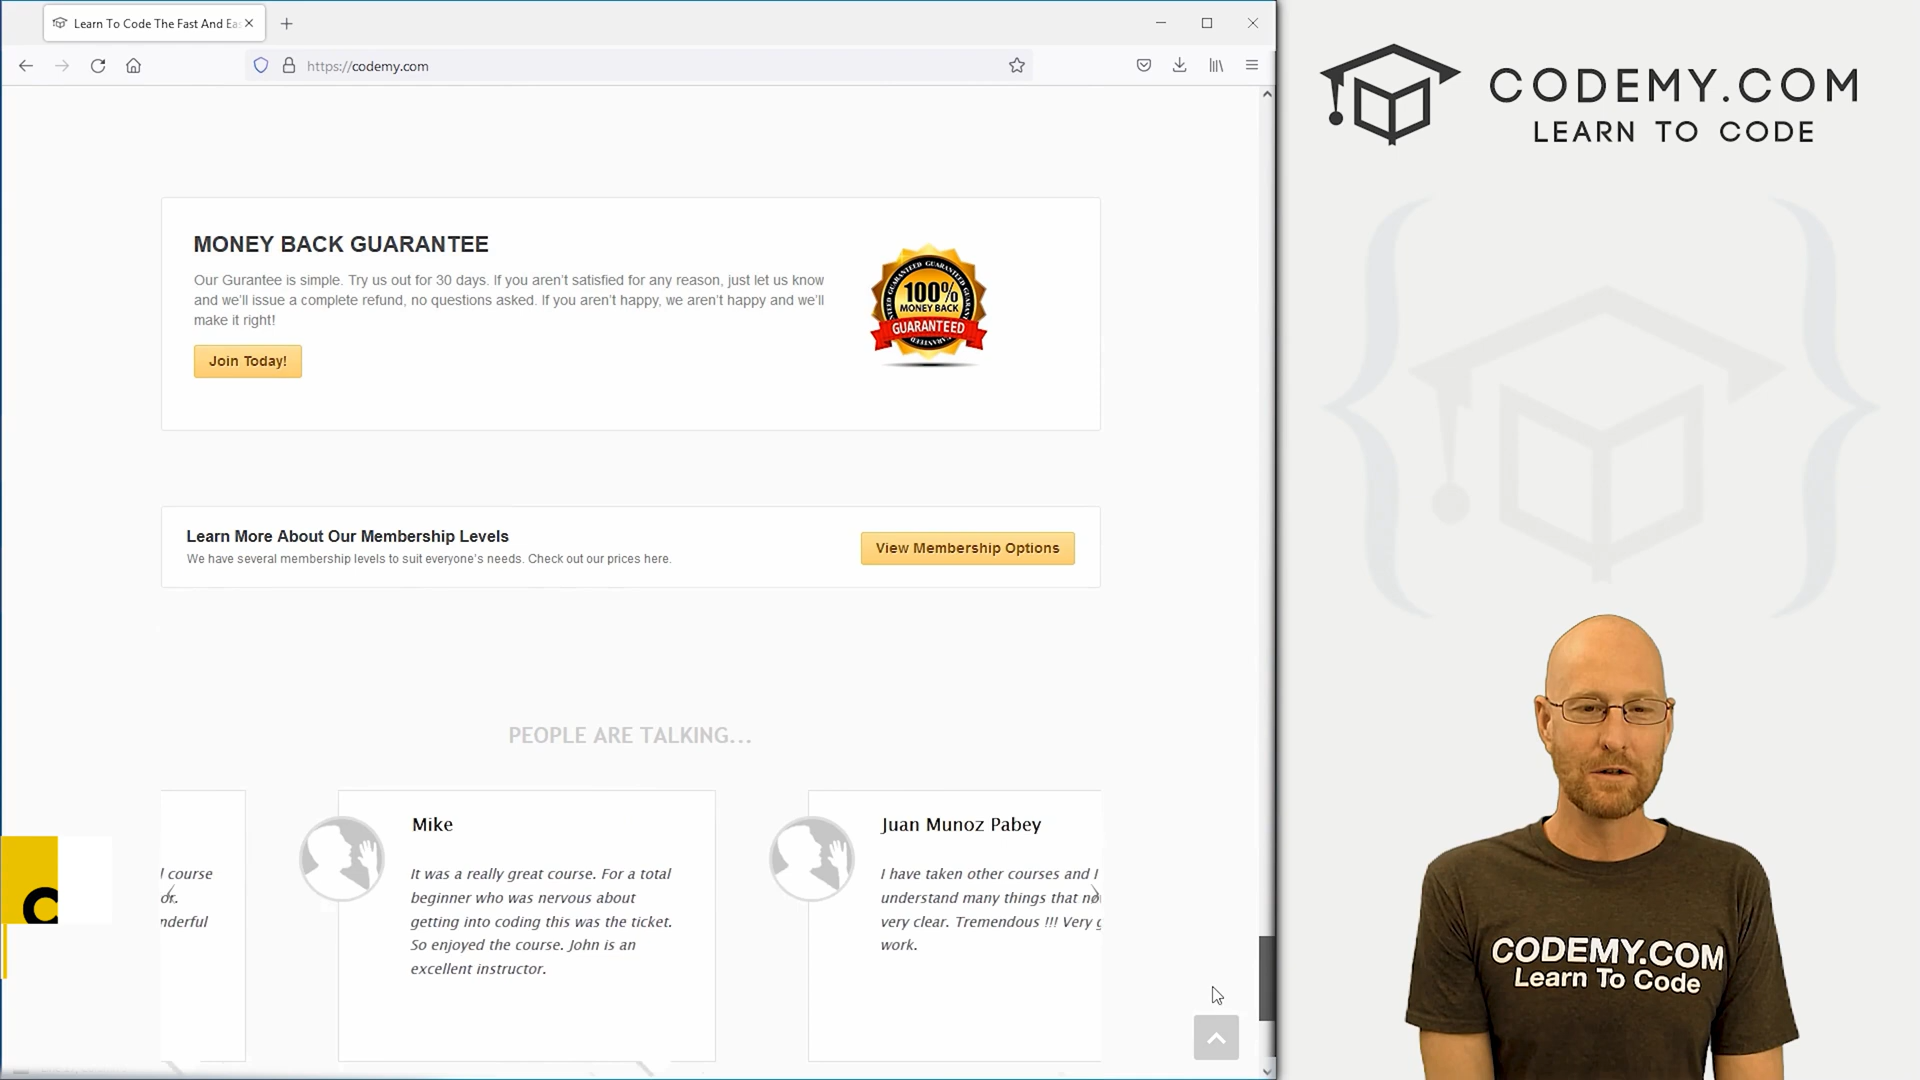 Learn To Code The Fast And Eas
https://codemy.com
CODEMY.COM
LEARN TO CODE
MONEY BACK GUARANTEE
Our Gurantee is simple. Try us out for 30 days. If you aren't satisfied for any reason, just let us know
and we'll issue a complete refund, no questions asked. If you aren't happy, we aren't happy and we'll
make it right!
Join Today!
100%
MONEY BACK
GUARANTEED
Learn More About Our Membership Levels
We have several membership levels to suit everyone's needs. Check out our prices here.
View Membership Options
PEOPLE ARE TALKING...
course
nderful
Mike
It was a really great course. For a total
beginner who was nervous about
getting into coding this was the ticket.
So enjoyed the course. John is an
excellent instructor.
Juan Munoz Pabey
I have taken other courses and I
understand many things that no
very clear. Tremendous !!! Very g
work.
C
CODEMY.COM
Learn To Code